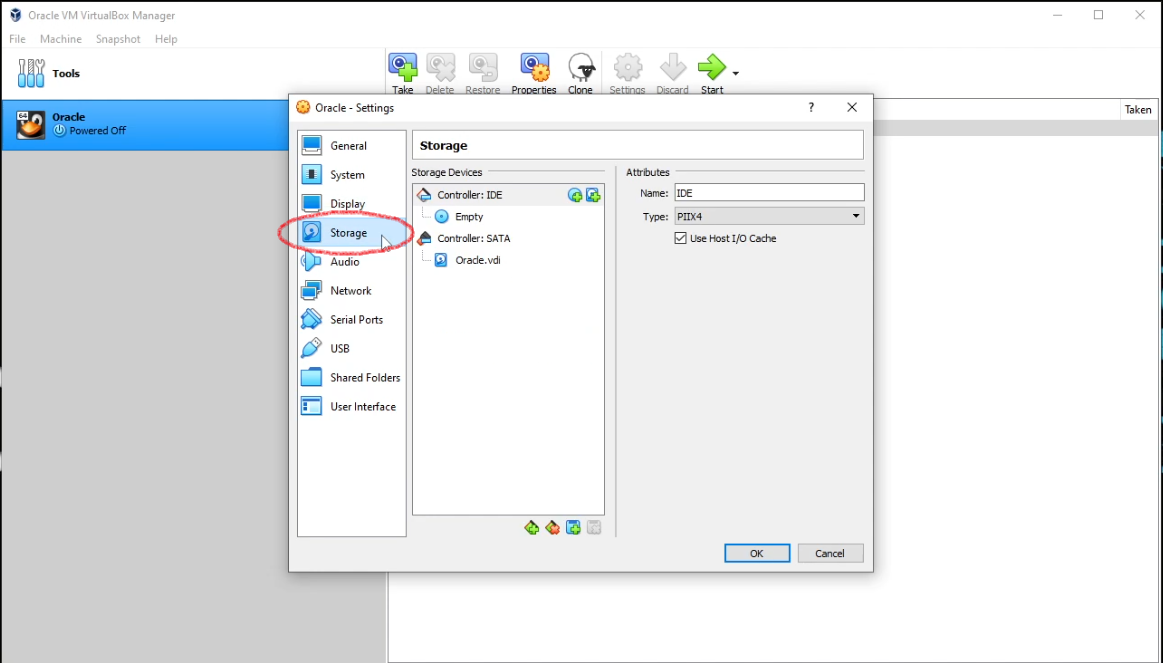 Oracle VM VirtualBox Manager
File Machine Snapshot Help
Tools
Take Delete Restore Properties Clone Settings Discard Start
64 Oracle
Powered Off
Taken
Oracle - Settings
?
General
System
Display
Storage
Audio
Network
Serial Ports
USB
Shared Folders
User Interface
Storage
Storage Devices
Controller: IDE
Empty
Controller: SATA
Oracle.vdi
Attributes
Name: IDE
Type: PIIX4
Use Host I/O Cache
OK Cancel